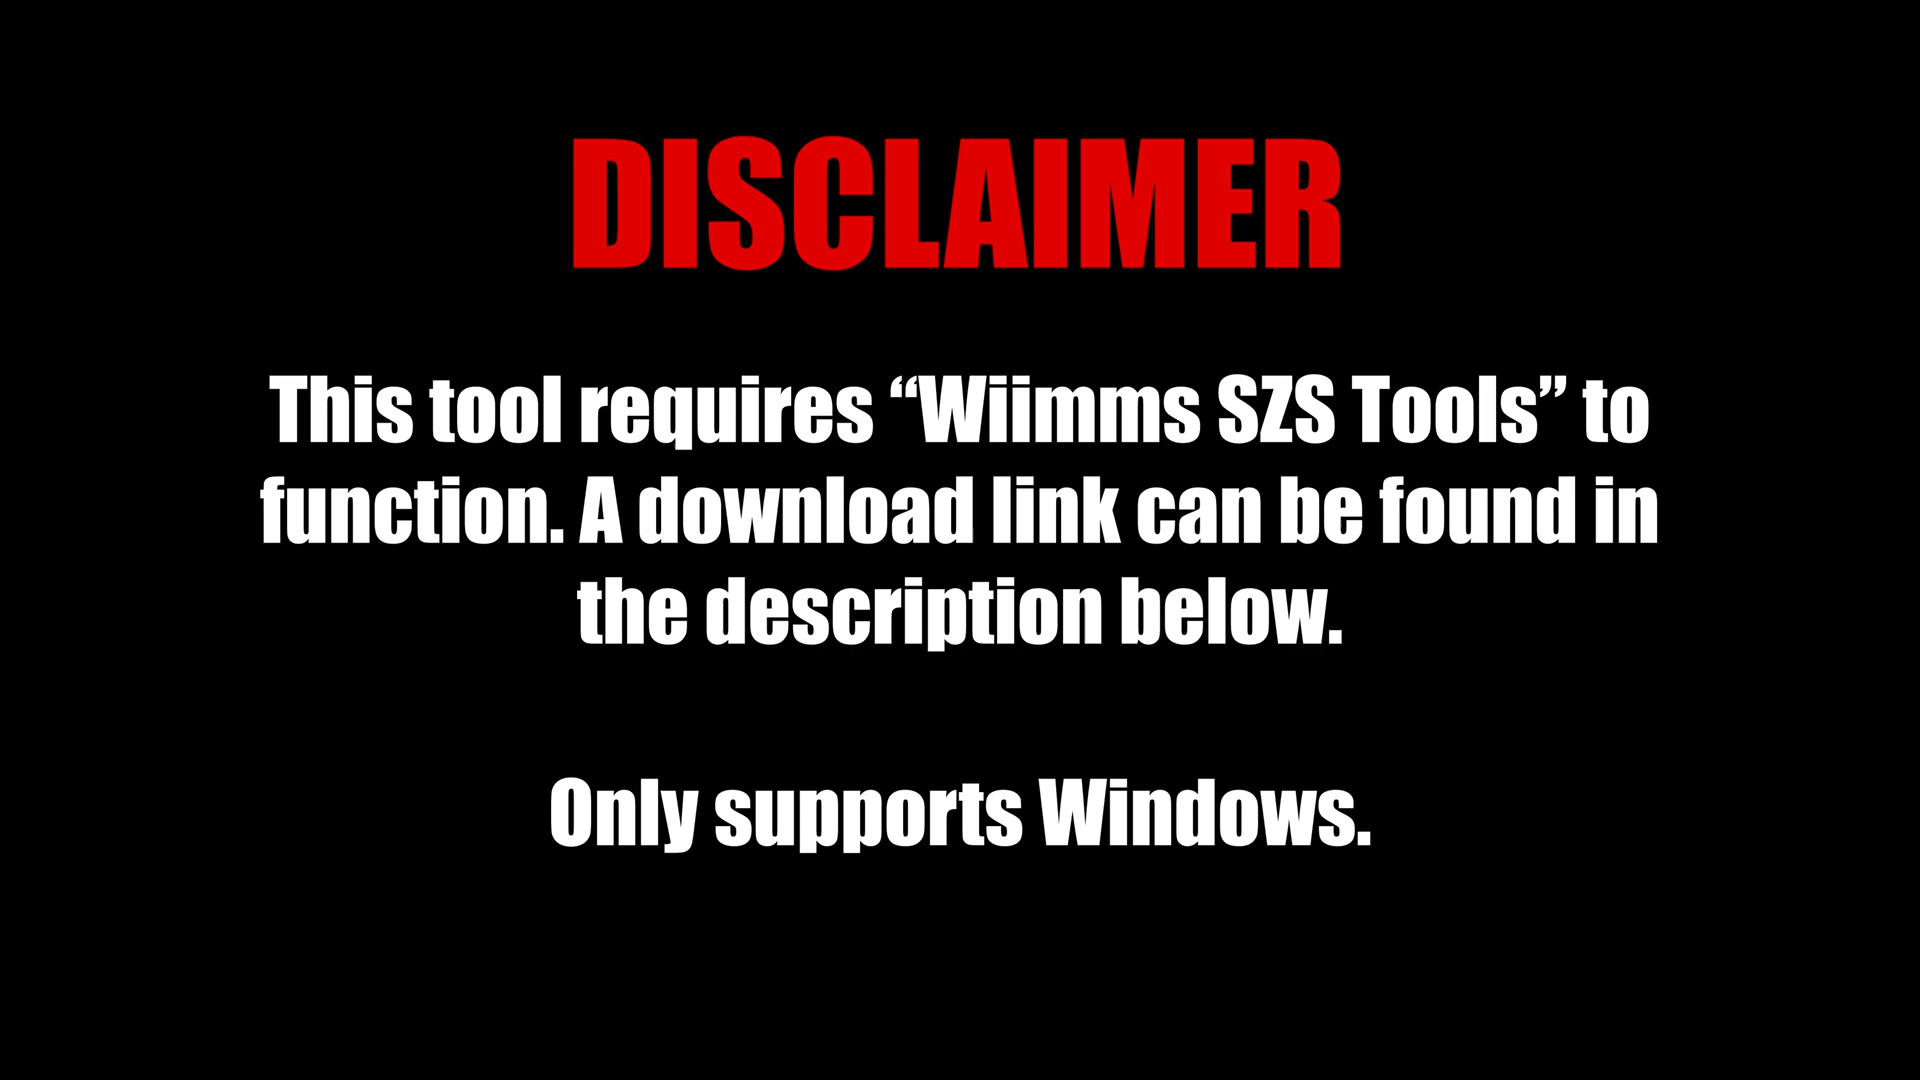 DISCLAIMER
This tool requires “Wiimms SZS Tools” to
function. A download link can be found in
the description below.
Only supports Windows.